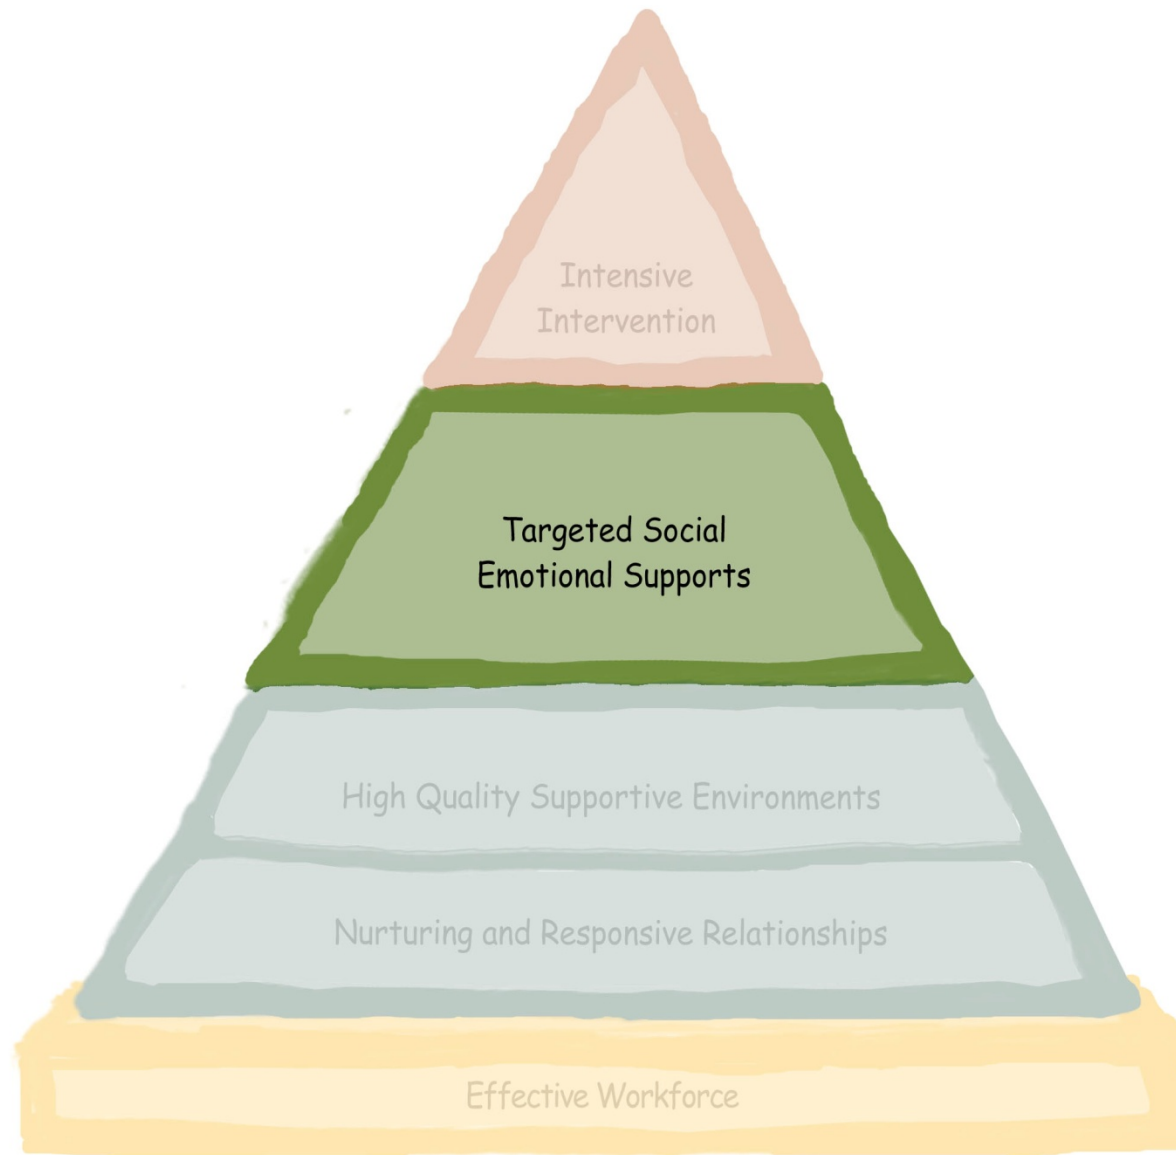 Intensive
Intervention
Targeted Social
Emotional Supports
High Quality Supportive Environments
Nurturing and Responsive Relationships
Effective Workforce